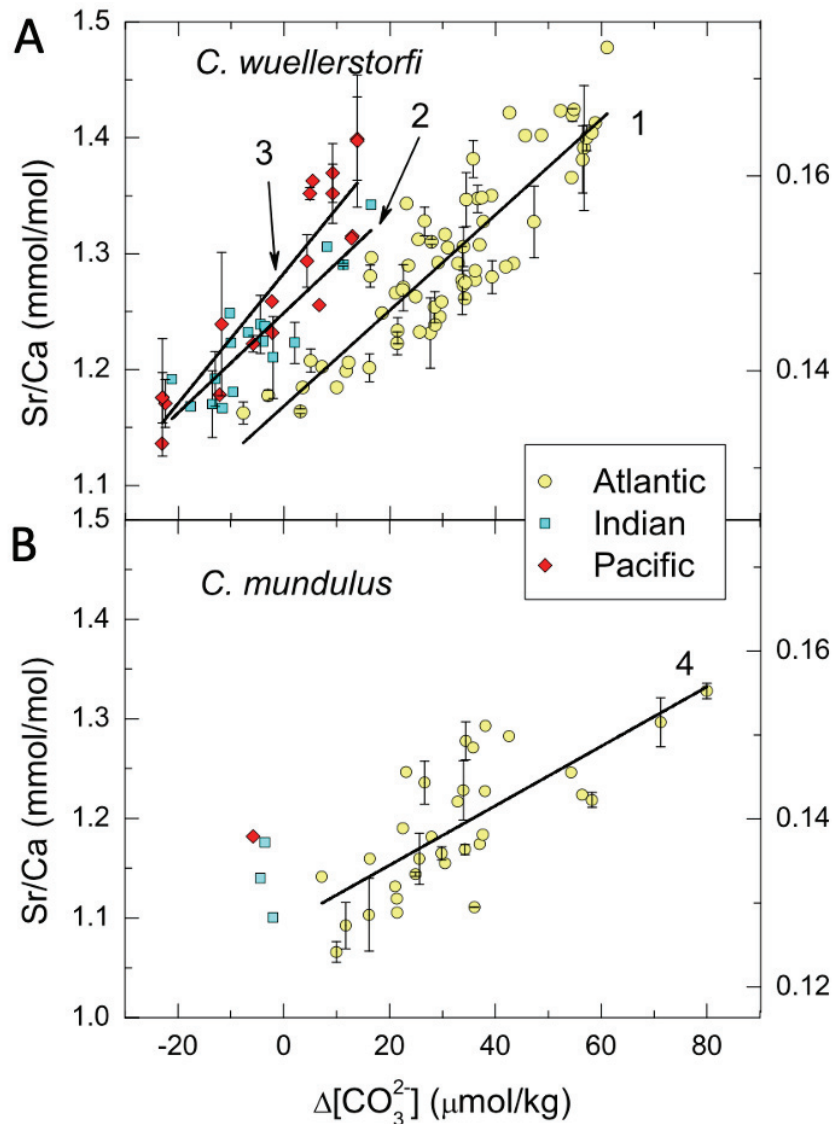 A
C. wuellerstorfi
1.5
1.4
1.3
1.2
1.1
Sr/Ca (mmol/mol)
3
2
1
0.16
0.14
Atlantic
Indian
Pacific
B
C. mundulus
1.5
1.4
1.3
1.2
1.1
1.0
Sr/Ca (mmol/mol)
4
0.16
0.14
0.12
-20 0 20 40 60 80
Δ[CO₃²⁻] (μmol/kg)